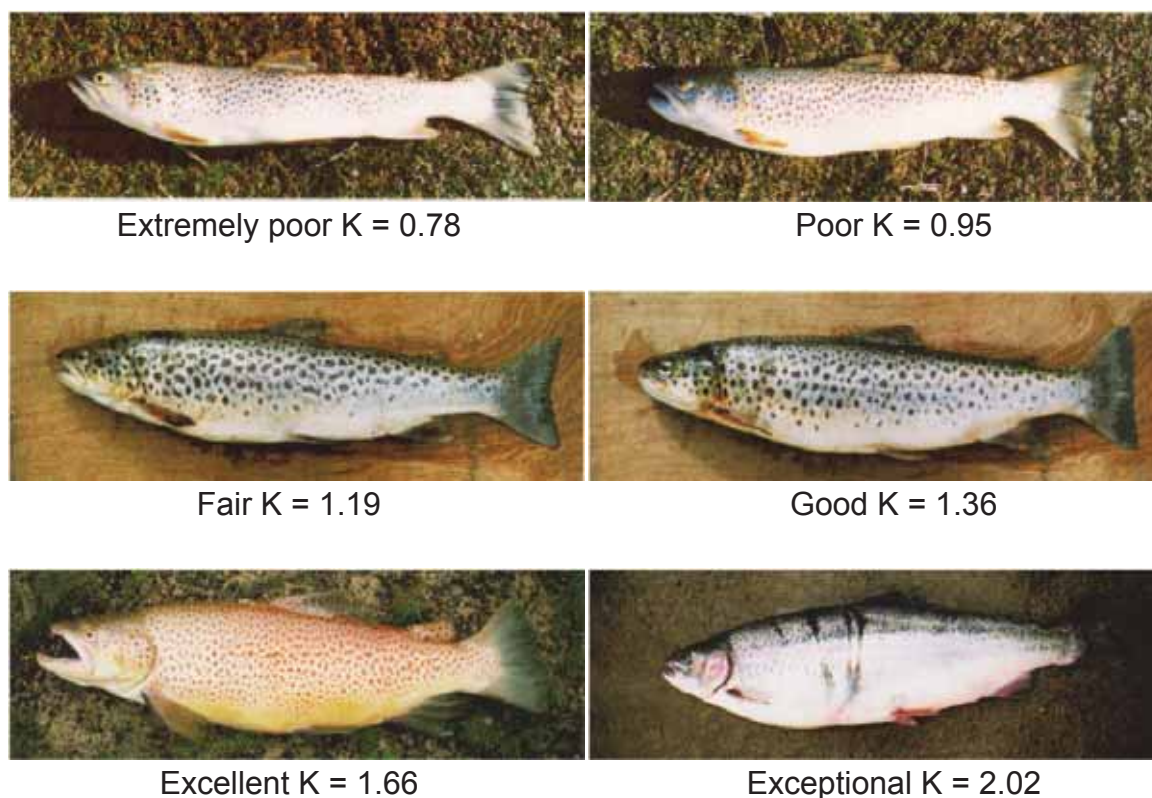 Extremely poor K = 0.78
Poor K = 0.95
Fair K = 1.19
Good K = 1.36
Excellent K = 1.66
Exceptional K = 2.02